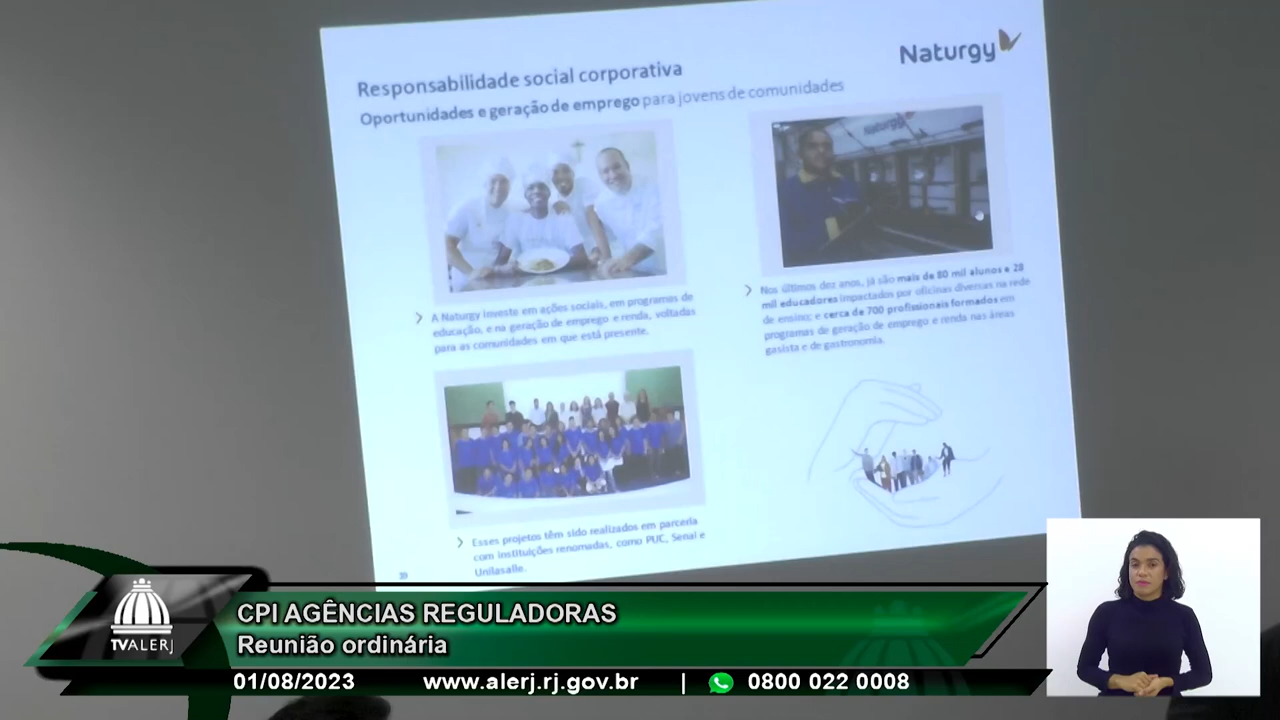 Naturgy
Responsabilidade social corporativa
Oportunidades e geração de emprego para jovens de comunidades
Naturgy
A Naturgy investe em ações sociais, em programas de
educação, e na geração de emprego e renda, voltadas
para as comunidades em que está presente.
Nos últimos dez anos, já são mais de 80 mil alunos e 28
mil educadores impactados por oficinas diversas na rede
de ensino; e cerca de 700 profissionais formados em
programas de geração de emprego e renda nas áreas
gasista e de gastronomia.
Esses projetos têm sido realizados em parceria
com instituições renomadas, como PUC, Senai e
Unilasalle.
TVALERJ
CPI AGÊNCIAS REGULADORAS
Reunião ordinária
01/08/2023 www.alerj.rj.gov.br | 0800 022 0008